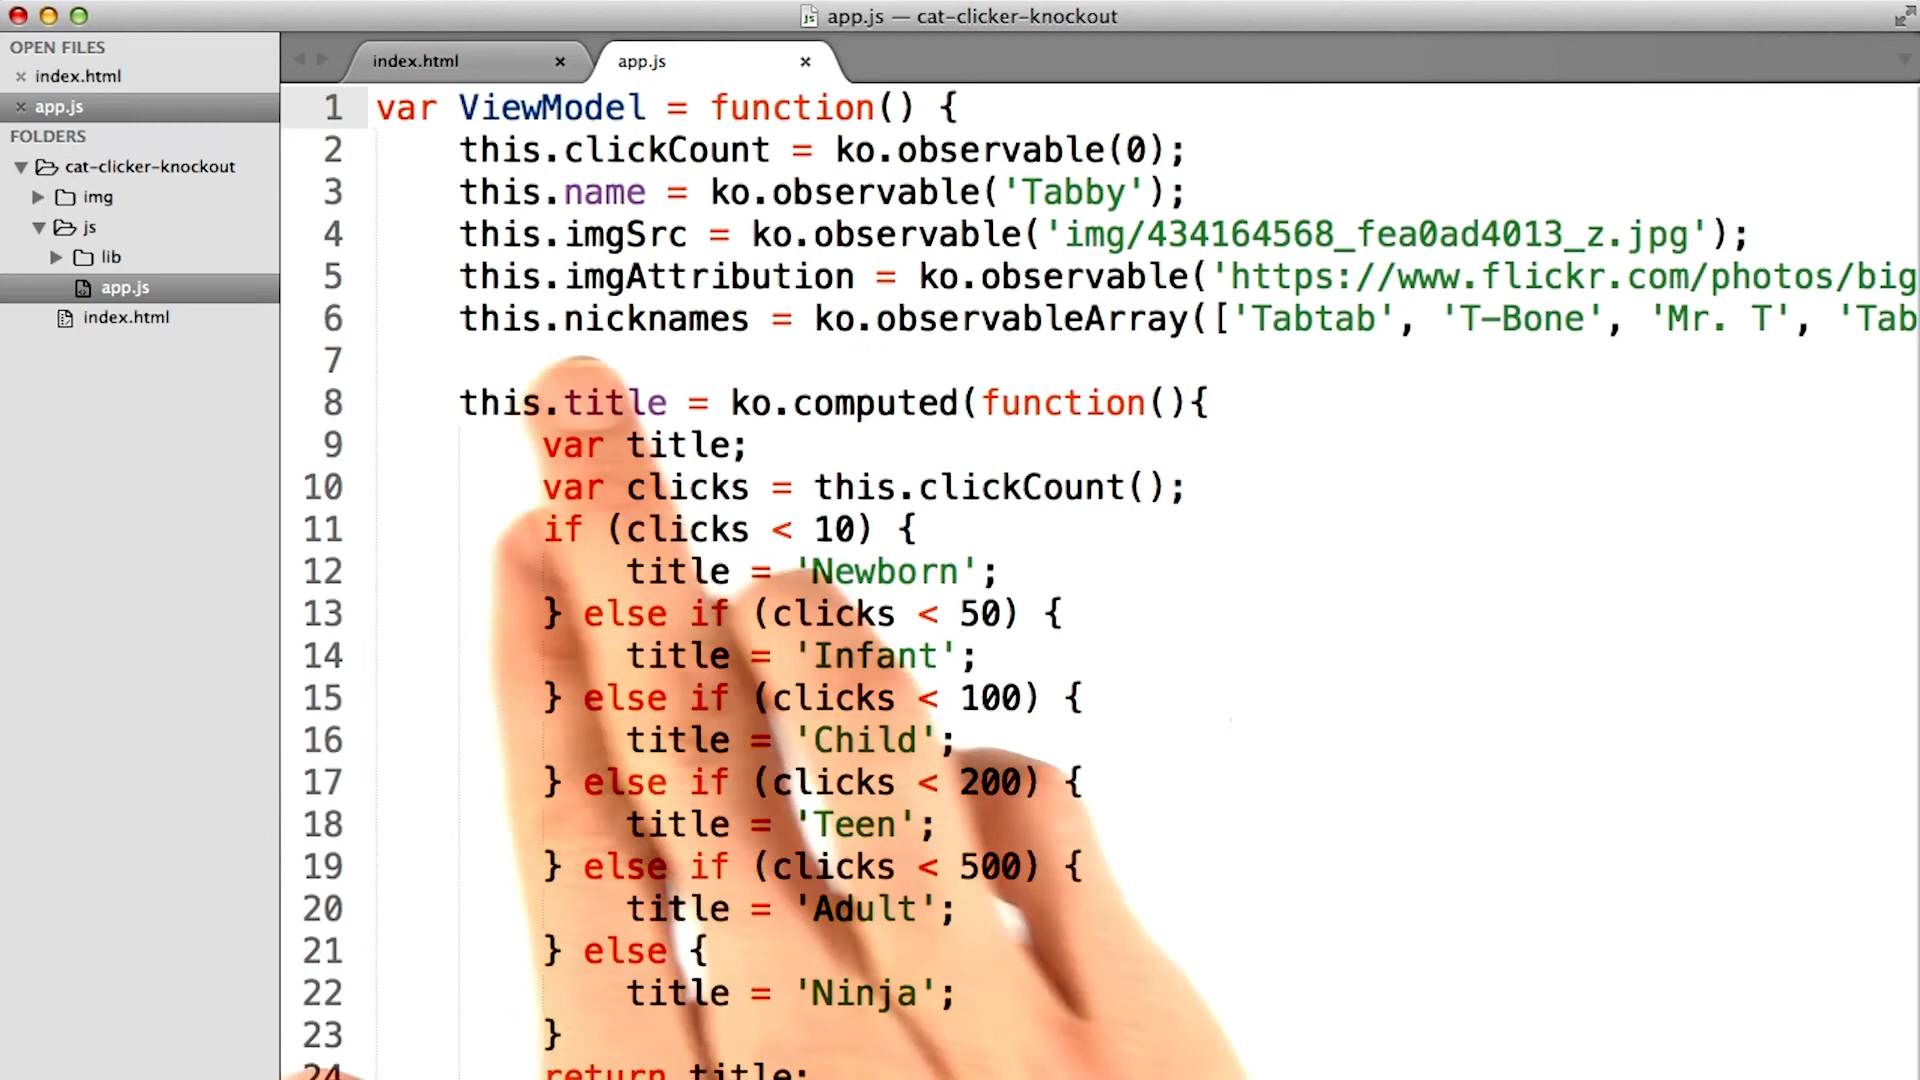 app.js — cat-clicker-knockout
OPEN FILES
index.html
app.js
FOLDERS
cat-clicker-knockout
img
js
lib
app.js
index.html
index.html
app.js
1 var ViewModel = function() {
2 this.clickCount = ko.observable(0);
3 this.name = ko.observable('Tabby');
4 this.imgSrc = ko.observable('img/434164568_fea0ad4013_z.jpg');
5 this.imgAttribution = ko.observable('https://www.flickr.com/photos/big
6 this.nicknames = ko.observableArray(['Tabtab', 'T-Bone', 'Mr. T', 'Tab
7
8 this.title = ko.computed(function(){
9 var title;
10 var clicks = this.clickCount();
11 if (clicks < 10) {
12 title = 'Newborn';
13 } else if (clicks < 50) {
14 title = 'Infant';
15 } else if (clicks < 100) {
16 title = 'Child';
17 } else if (clicks < 200) {
18 title = 'Teen';
19 } else if (clicks < 500) {
20 title = 'Adult';
21 } else {
22 title = 'Ninja';
23 }
24 return title;